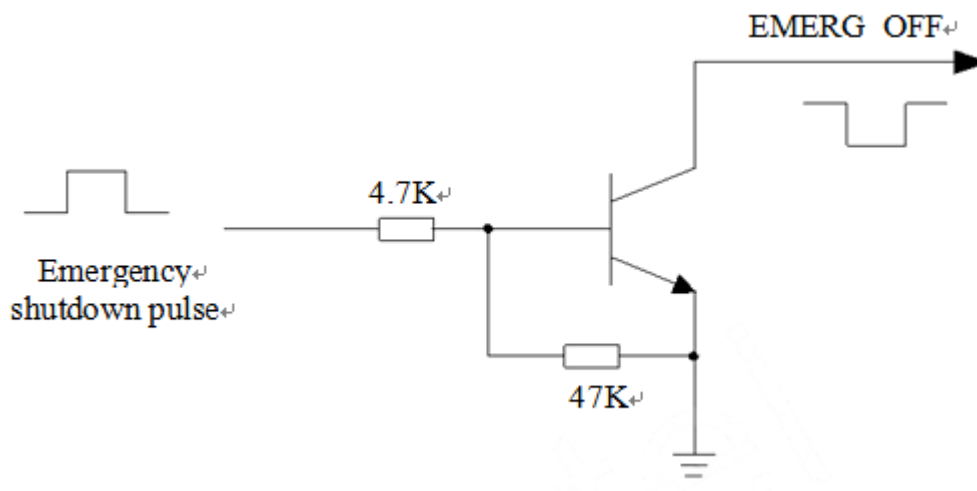 EMERG OFF↵
4.7K↵
Emergency↵
shutdown pulse↵
47K↵